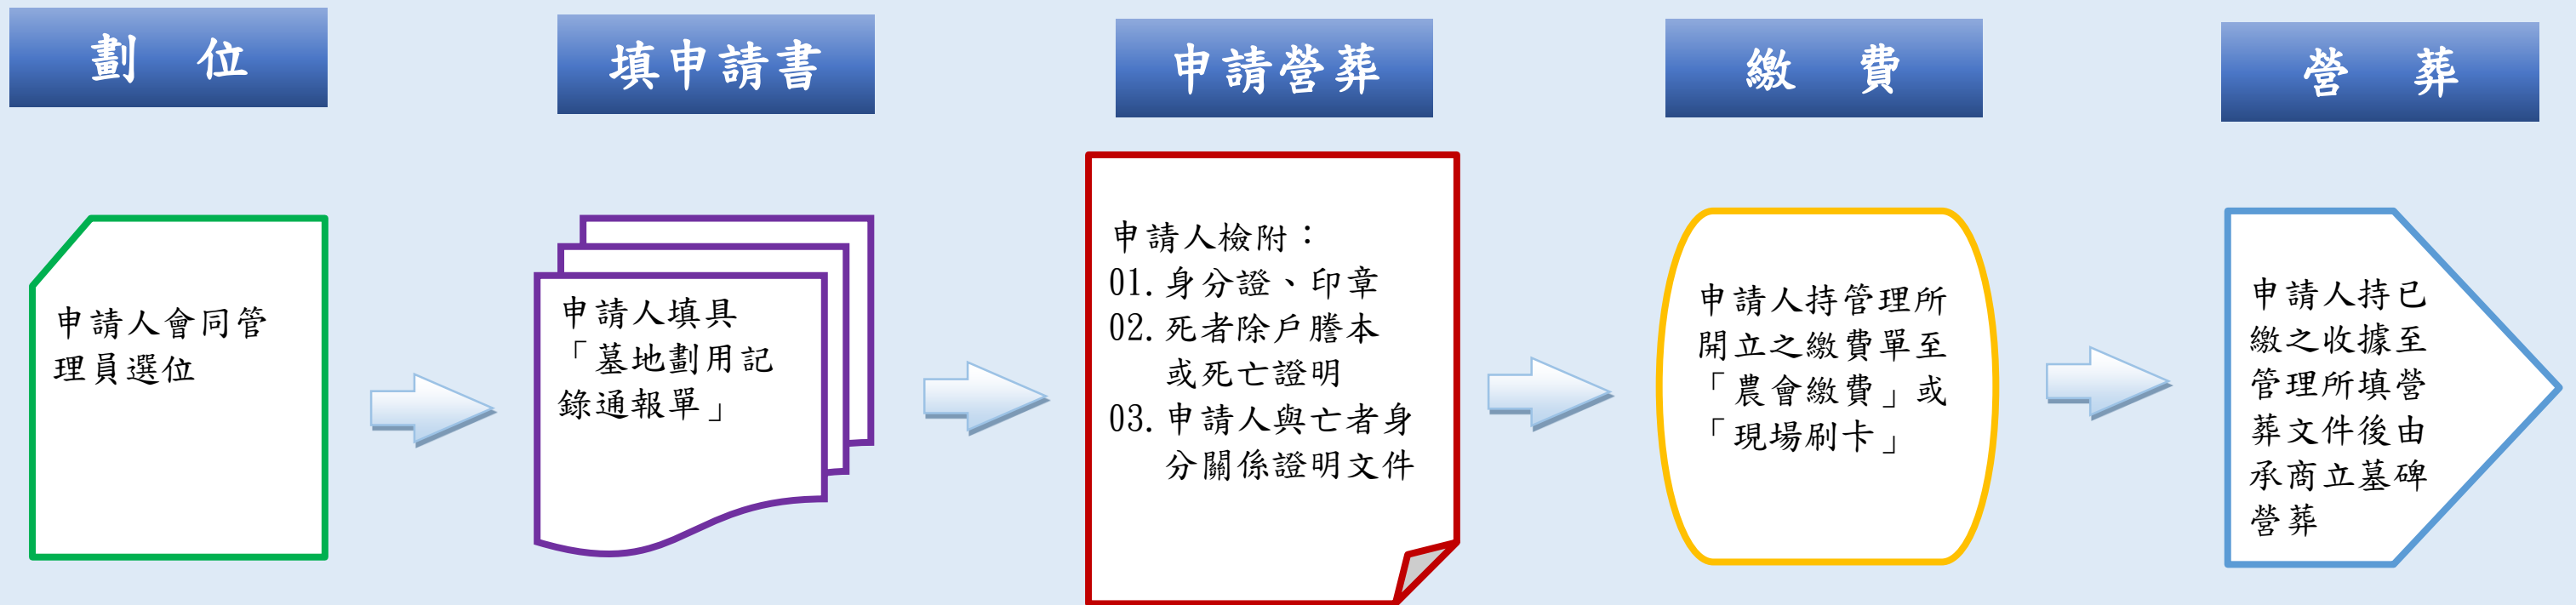 劃 位
申請人會同管
理員選位
填申請書
申請人填具
「墓地劃用記
錄通報單」
申請營葬
申請人檢附：
01.身分證、印章
02.死者除戶謄本
或死亡證明
03.申請人與亡者身
分關係證明文件
繳 費
申請人持管理所
開立之繳費單至
「農會繳費」或
「現場刷卡」
營 葬
申請人持已
繳之收據至
管理所填營
葬文件後由
承商立墓碑
營葬